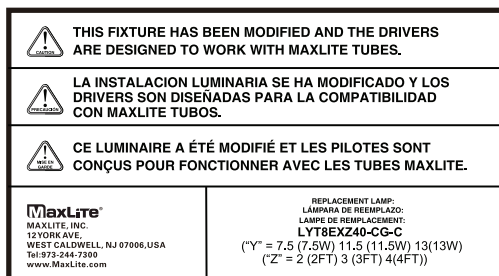 CAUTION
THIS FIXTURE HAS BEEN MODIFIED AND THE DRIVERS
ARE DESIGNED TO WORK WITH MAXLITE TUBES.
PRECAUCIÓN
LA INSTALACION LUMINARIA SE HA MODIFICADO Y LOS
DRIVERS SON DISEÑADAS PARA LA COMPATIBILIDAD
CON MAXLITE TUBOS.
MISE EN
GARDE
CE LUMINAIRE A ÉTÉ MODIFIÉ ET LES PILOTES SONT
CONÇUS POUR FONCTIONNER AVEC LES TUBES MAXLITE.
MaxLite®
MAXLITE, INC.
12 YORK AVE,
WEST CALDWELL, NJ 07006,USA
Tel:973-244-7300
www.MaxLite.com
REPLACEMENT LAMP:
LÁMPARA DE REEMPLAZO:
LAMPE DE REMPLACEMENT:
LYT8EXZ40-CG-C
("Y" = 7.5 (7.5W) 11.5 (11.5W) 13(13W)
("Z" = 2 (2FT) 3 (3FT) 4(4FT))